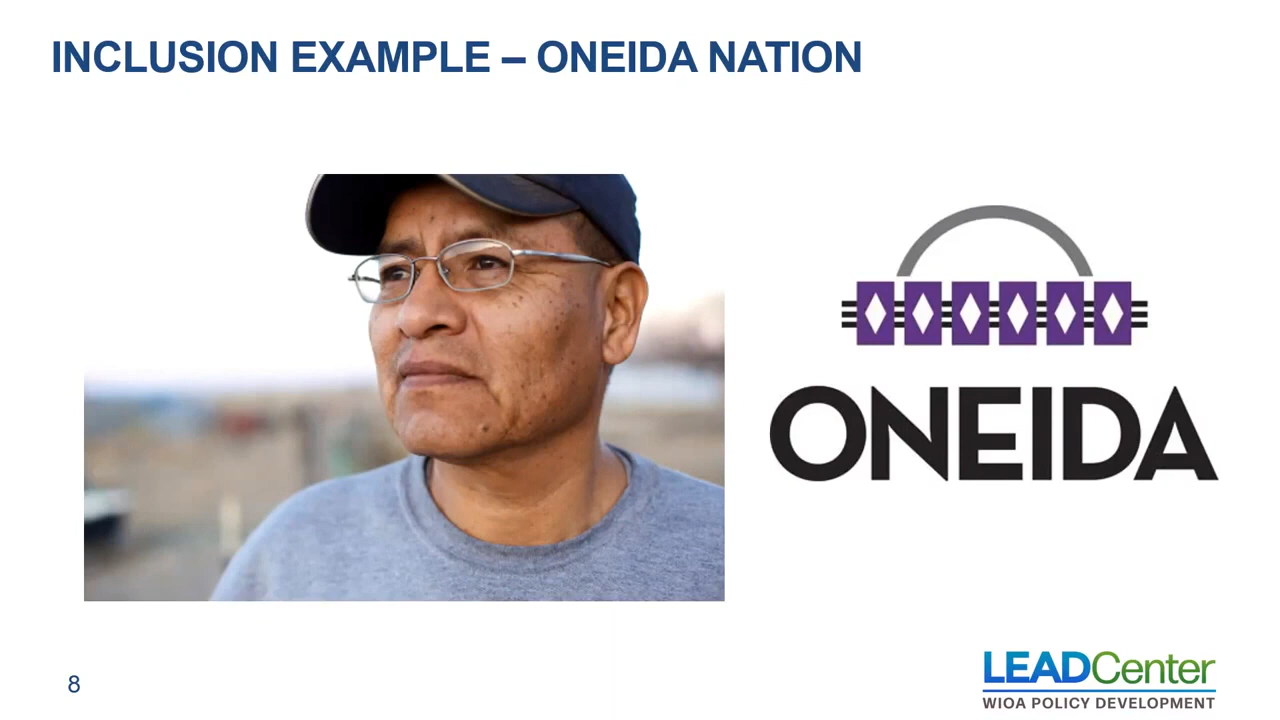 INCLUSION EXAMPLE – ONEIDA NATION
ONEIDA
8
LEADCenter
WIOA POLICY DEVELOPMENT